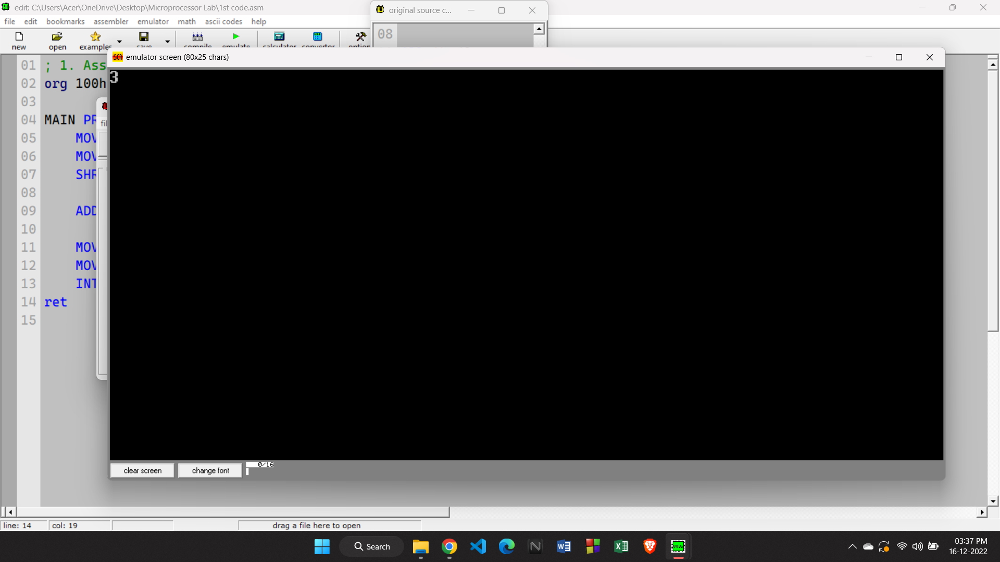 edit: C:\Users\Acer\OneDrive\Desktop\Microprocessor Lab\1st code.asm
original source c...
file edit bookmarks assembler emulator math ascii codes help
08
new open examples save compile emulate calculator convertor
emulator screen (80x25 chars)
3
01 ; 1. Ass
02 org 100h
03
04 MAIN PR
fil
05 MOV
06 MOV
07 SHR
08
09 ADD
10
11 MOV
12 MOV
13 INT
14 ret
15
0/16
clear screen change font
line: 14 col: 19 drag a file here to open
Search
03:37 PM
16-12-2022